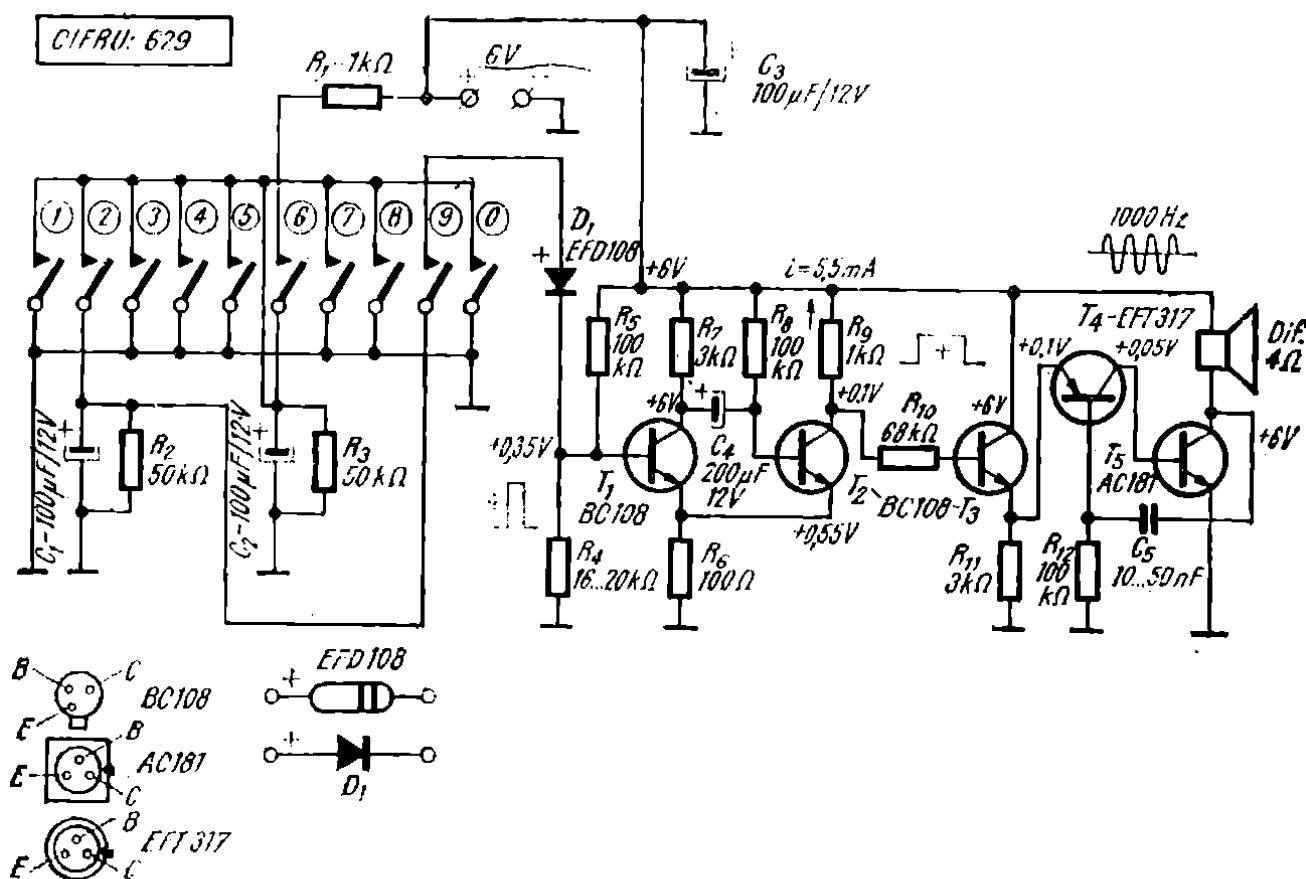 CIFRU: 629
R1-1kΩ
6V
+ -
C3
100µF/12V
1 2 3 4 5 6 7 8 9 0
D1
EFD108
+
1000 Hz
+6V
i=5,5mA
R5
100
kΩ
R7
3kΩ
R8
100
kΩ
R9
1kΩ
T4-EFT317
+0,1V
+0,05V
Dif.
4Ω
+
C1-100µF/12V
R2
50kΩ
+
C2-100µF/12V
R3
50kΩ
+0,35V
+6V
+
C4
200µF
12V
+0,1V
R10
68kΩ
+
+6V
+6V
T1
BC108
T2
BC108-T3
T5
AC181
+0,55V
R4
16...20kΩ
R6
100Ω
R11
3kΩ
R12
100
kΩ
C5
10...50nF
B C
E
BC108
B
E C
AC181
B
E C
EFT317
EFD108
+
+
D1